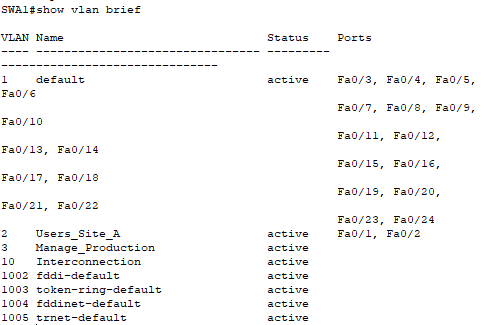 SWA1#show vlan brief
VLAN Name                             Status    Ports
---- -------------------------------- ---------
-------------------------------
1    default                          active    Fa0/3, Fa0/4, Fa0/5,
Fa0/6
                                                Fa0/7, Fa0/8, Fa0/9,
Fa0/10
                                                Fa0/11, Fa0/12,
Fa0/13, Fa0/14
                                                Fa0/15, Fa0/16,
Fa0/17, Fa0/18
                                                Fa0/19, Fa0/20,
Fa0/21, Fa0/22
                                                Fa0/23, Fa0/24
2    Users_Site_A                     active    Fa0/1, Fa0/2
3    Manage_Production                active
10   Interconnection                  active
1002 fddi-default                     active
1003 token-ring-default               active
1004 fddinet-default                  active
1005 trnet-default                    active